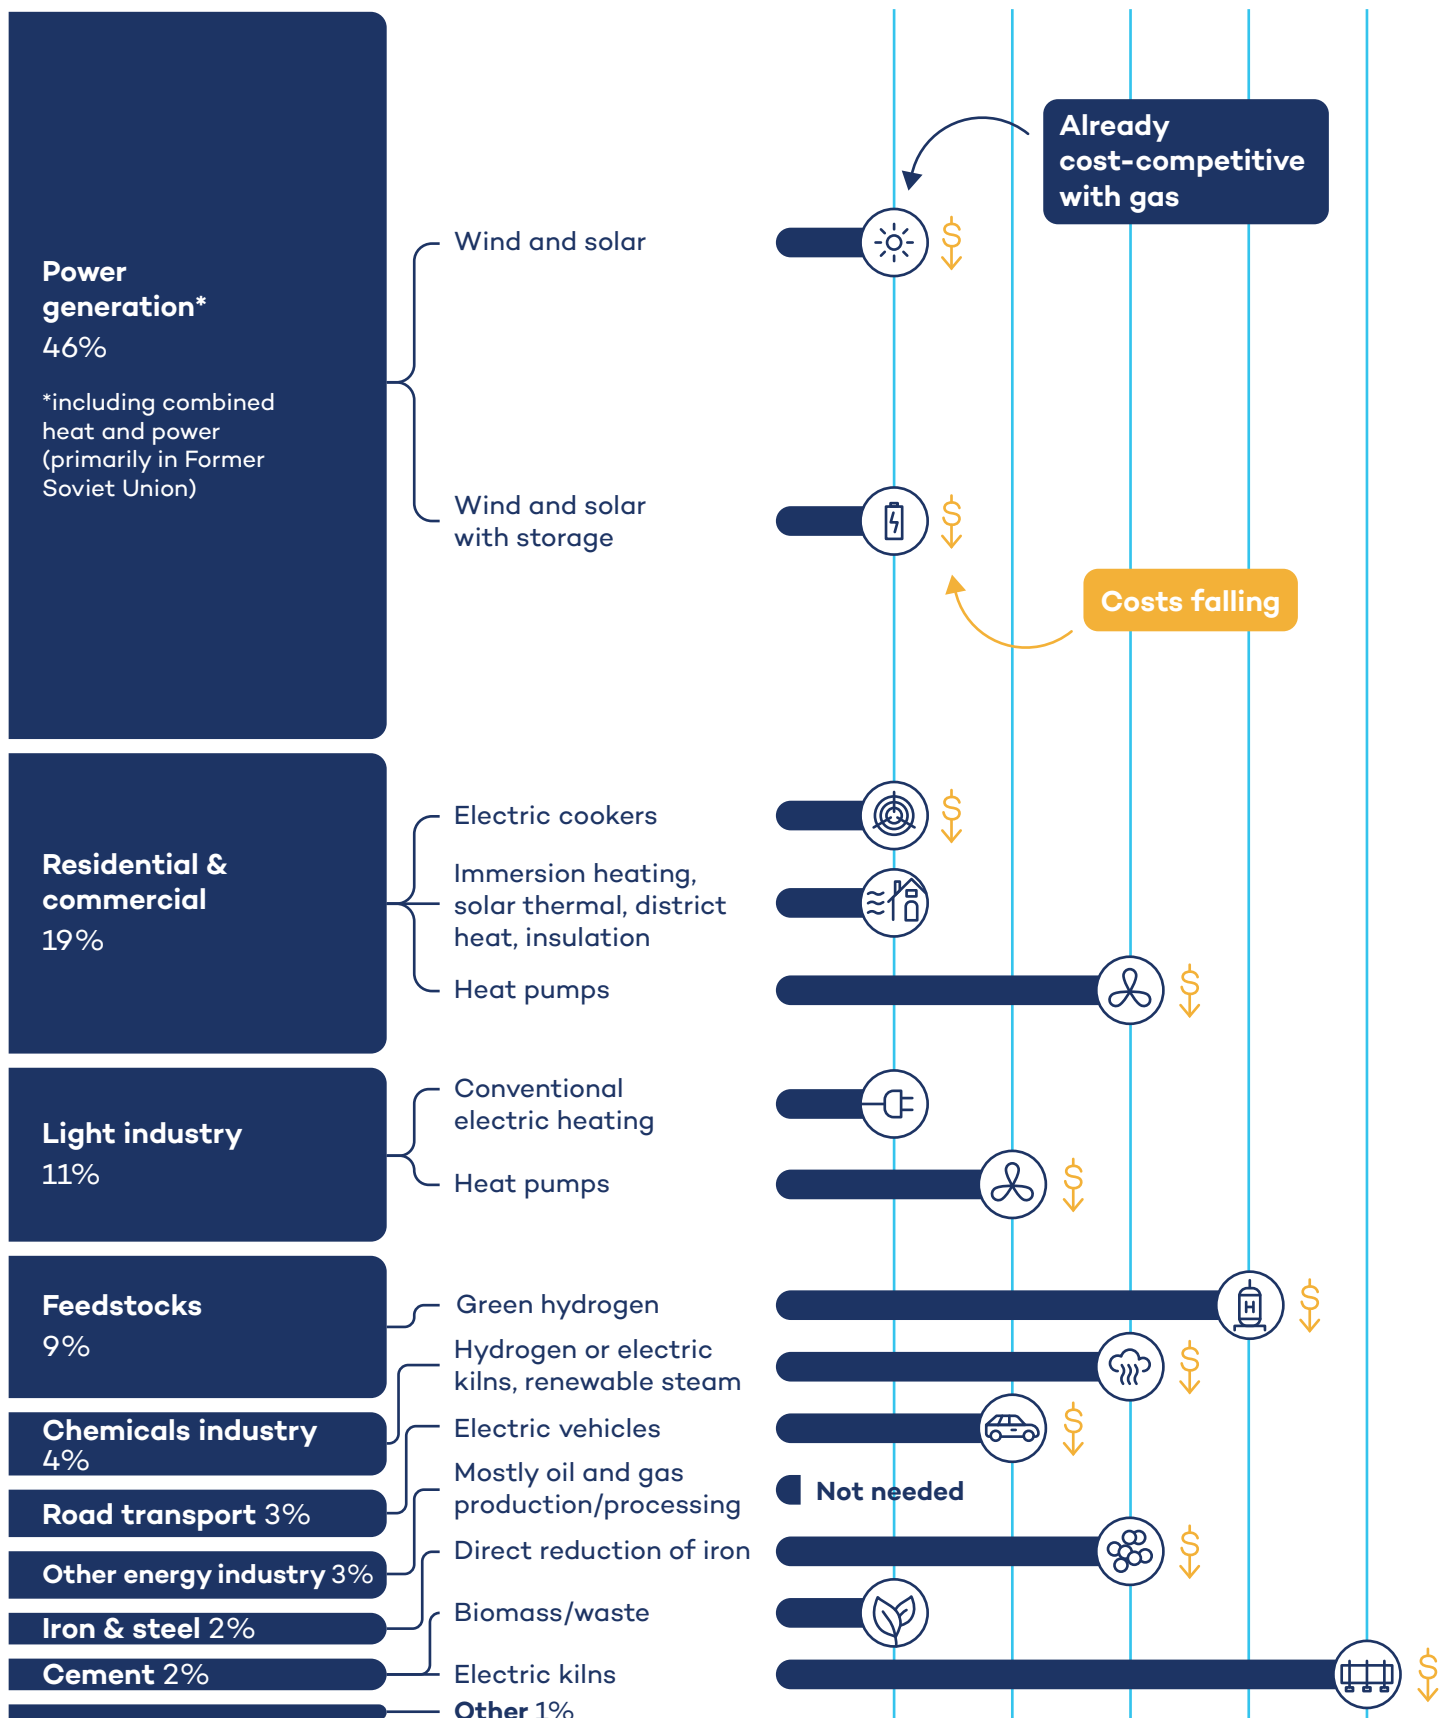 Already
cost-competitive
with gas
Wind and solar
Power
generation*
46%
*including combined
heat and power
(primarily in Former
Soviet Union)
Wind and solar
with storage
Costs falling
Residential &
commercial
19%
Electric cookers
Immersion heating,
solar thermal, district
heat, insulation
Heat pumps
Light industry
11%
Conventional
electric heating
Heat pumps
Feedstocks
9%
Green hydrogen
Chemicals industry
4%
Hydrogen or electric
kilns, renewable steam
Road transport 3%
Electric vehicles
Other energy industry 3%
Mostly oil and gas
production/processing
Not needed
Iron & steel 2%
Direct reduction of iron
Cement 2%
Biomass/waste
Electric kilns
Other 1%
H